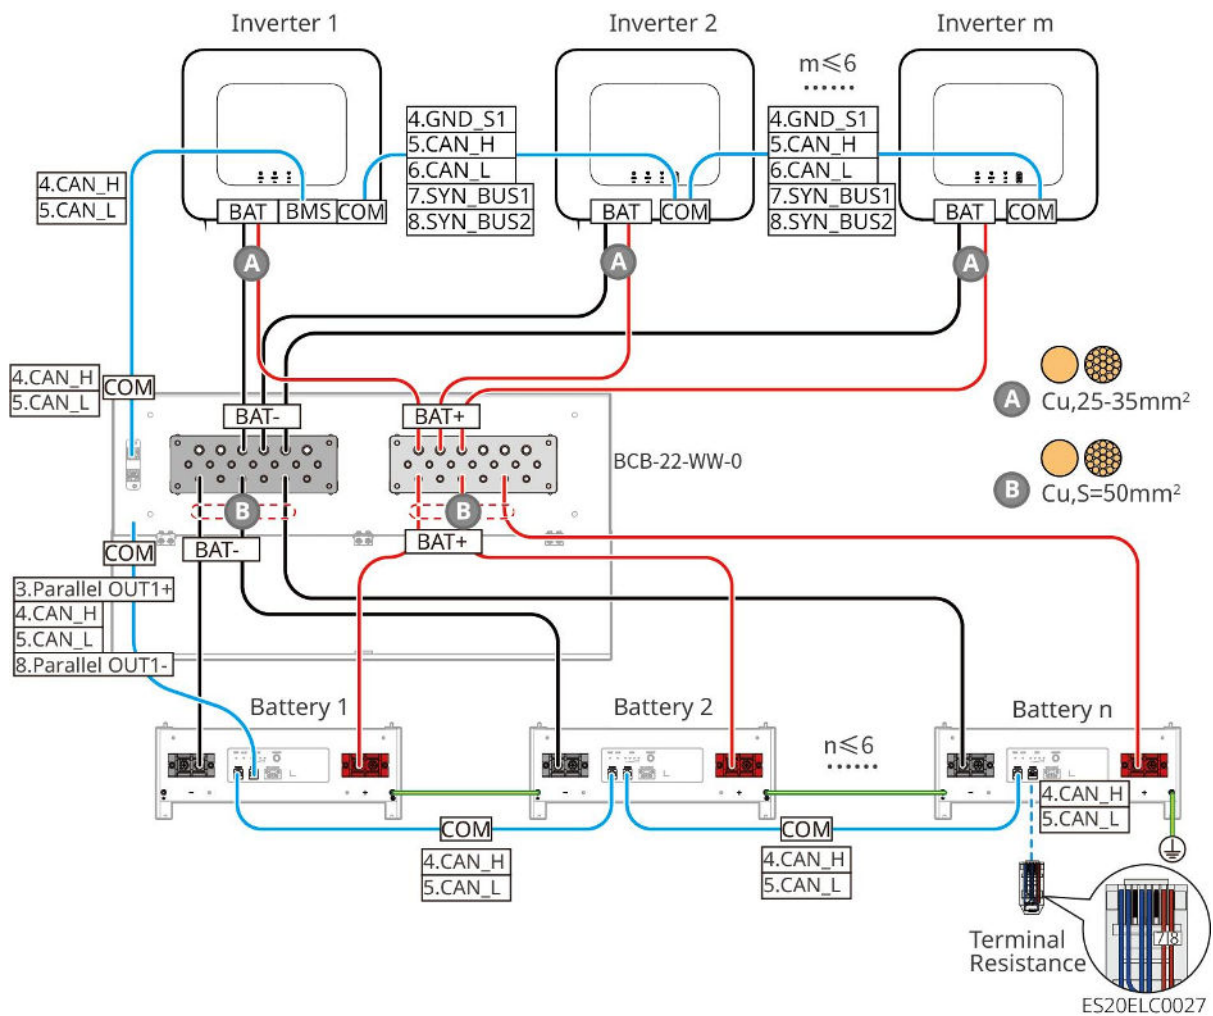 Inverter 1
Inverter 2
Inverter m
m≤6
......
4.GND_S1
5.CAN_H
6.CAN_L
7.SYN_BUS1
8.SYN_BUS2
4.GND_S1
5.CAN_H
6.CAN_L
7.SYN_BUS1
8.SYN_BUS2
4.CAN_H
5.CAN_L
BAT
BMS
COM
BAT
COM
BAT
COM
A
A
A
4.CAN_H
5.CAN_L
COM
BAT-
BAT+
A
Cu,25-35mm²
BCB-22-WW-0
B
Cu,S=50mm²
B
B
COM
BAT-
BAT+
3.Parallel OUT1+
4.CAN_H
5.CAN_L
8.Parallel OUT1-
Battery 1
Battery 2
Battery n
n≤6
......
-
+
-
+
-
+
4.CAN_H
5.CAN_L
COM
4.CAN_H
5.CAN_L
COM
4.CAN_H
5.CAN_L
Terminal
Resistance
7 8
ES20ELC0027